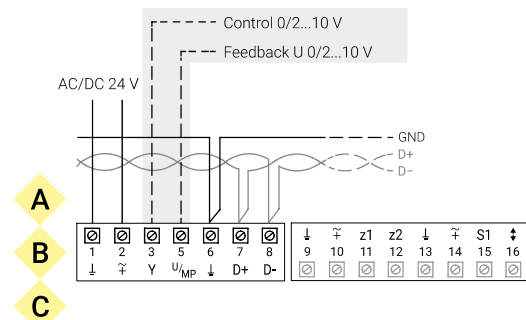 Control 0/2...10 V
Feedback U 0/2...10 V
AC/DC 24 V
GND
D+
D–
A
B
C
1 2 3 5 6 7 8
⏚ ≂ Y U/MP ⏚ D+ D-
⏚ ≂ z1 z2 ⏚ ≂ S1 ⬍
9 10 11 12 13 14 15 16